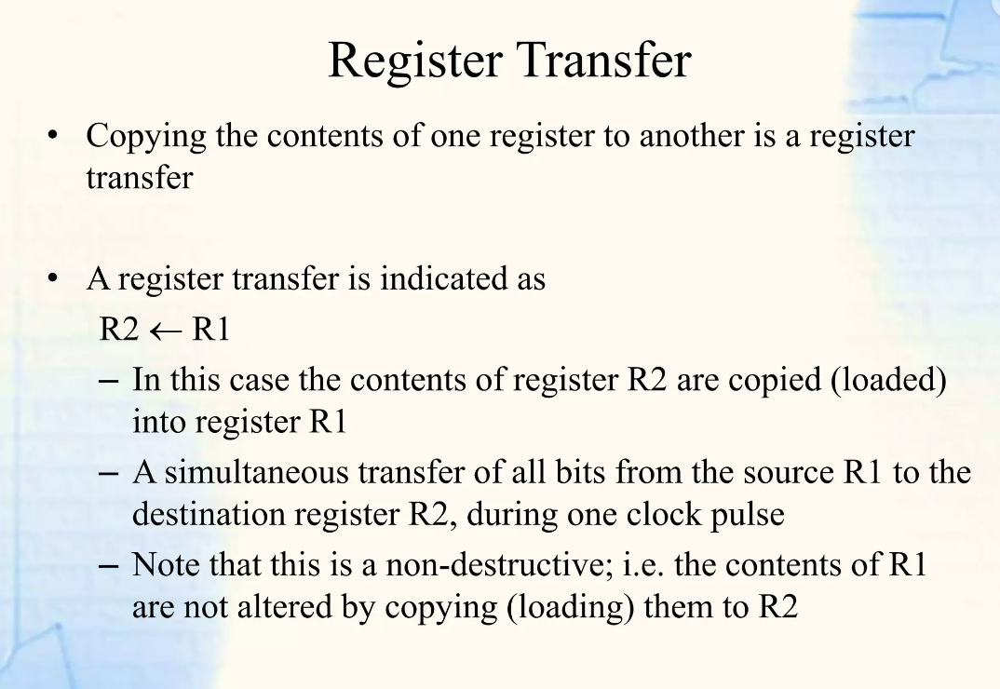 Register Transfer
• Copying the contents of one register to another is a register
transfer
• A register transfer is indicated as
R2 ← R1
– In this case the contents of register R2 are copied (loaded)
into register R1
– A simultaneous transfer of all bits from the source R1 to the
destination register R2, during one clock pulse
– Note that this is a non-destructive; i.e. the contents of R1
are not altered by copying (loading) them to R2